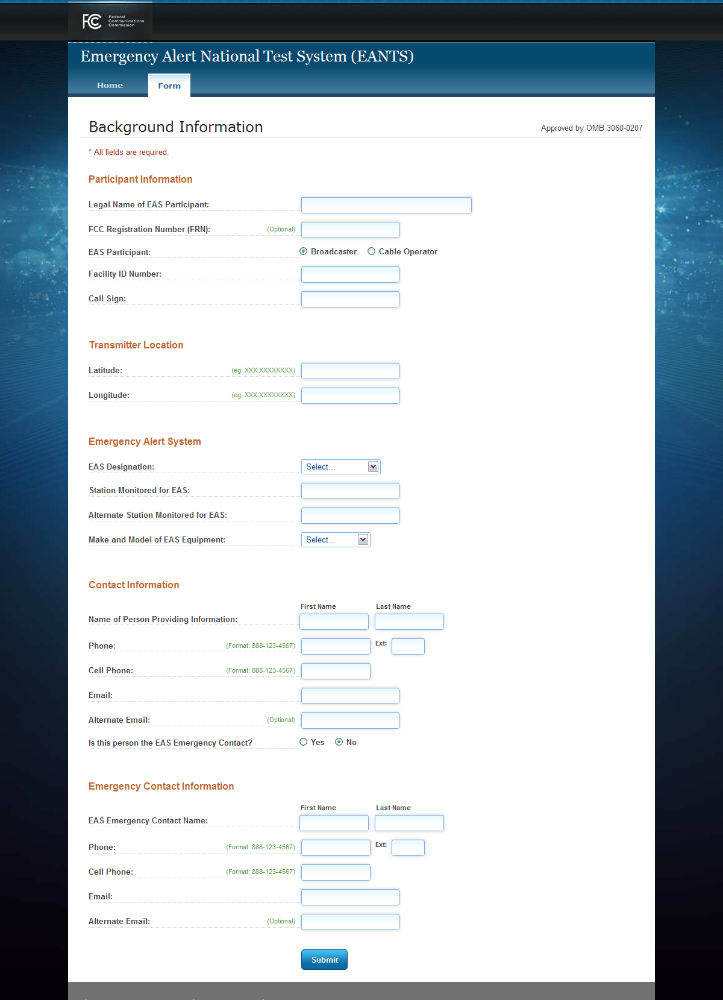 FCC Federal
Communications
Commission
Emergency Alert National Test System (EANTS)
Home Form
Background Information
Approved by OMB 3060-0207
* All fields are required.
Participant Information
Legal Name of EAS Participant:
FCC Registration Number (FRN): (Optional)
EAS Participant: Broadcaster Cable Operator
Facility ID Number:
Call Sign:
Transmitter Location
Latitude: (eg: XXX.XXXXXXXX)
Longitude: (eg: XXX.XXXXXXXX)
Emergency Alert System
EAS Designation: Select...
Station Monitored for EAS:
Alternate Station Monitored for EAS:
Make and Model of EAS Equipment: Select...
Contact Information
First Name Last Name
Name of Person Providing Information:
Phone: (Format: 888-123-4567) Ext:
Cell Phone: (Format: 888-123-4567)
Email:
Alternate Email: (Optional)
Is this person the EAS Emergency Contact? Yes No
Emergency Contact Information
First Name Last Name
EAS Emergency Contact Name:
Phone: (Format: 888-123-4567) Ext:
Cell Phone: (Format: 888-123-4567)
Email:
Alternate Email: (Optional)
Submit